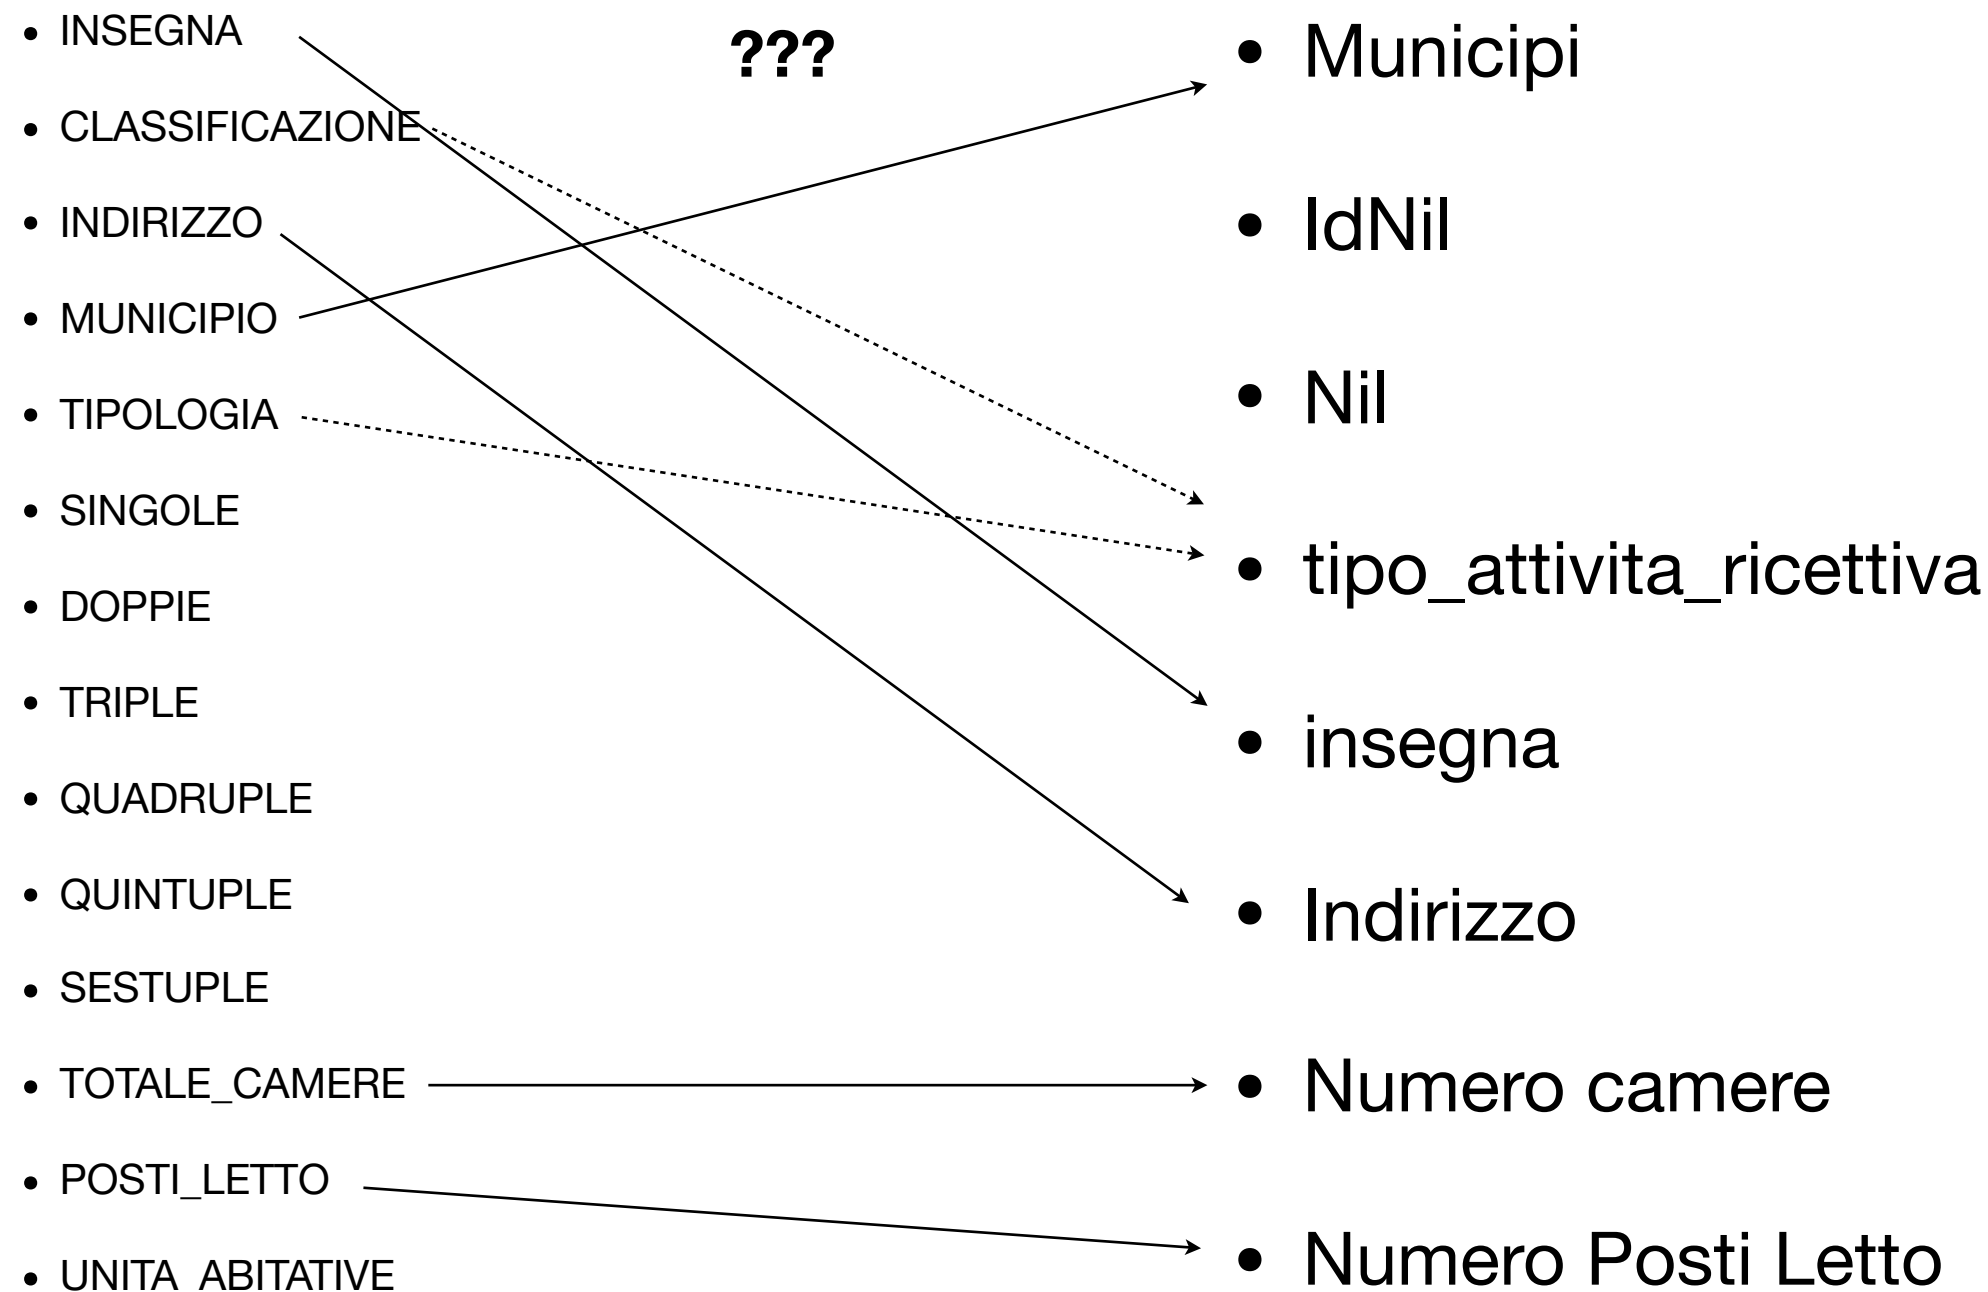 INSEGNA
CLASSIFICAZIONE
INDIRIZZO
MUNICIPIO
TIPOLOGIA
SINGOLE
DOPPIE
TRIPLE
QUADRUPLE
QUINTUPLE
SESTUPLE
TOTALE_CAMERE
POSTI_LETTO
UNITA_ABITATIVE
???
Municipi
IdNil
Nil
tipo_attivita_ricettiva
insegna
Indirizzo
Numero camere
Numero Posti Letto